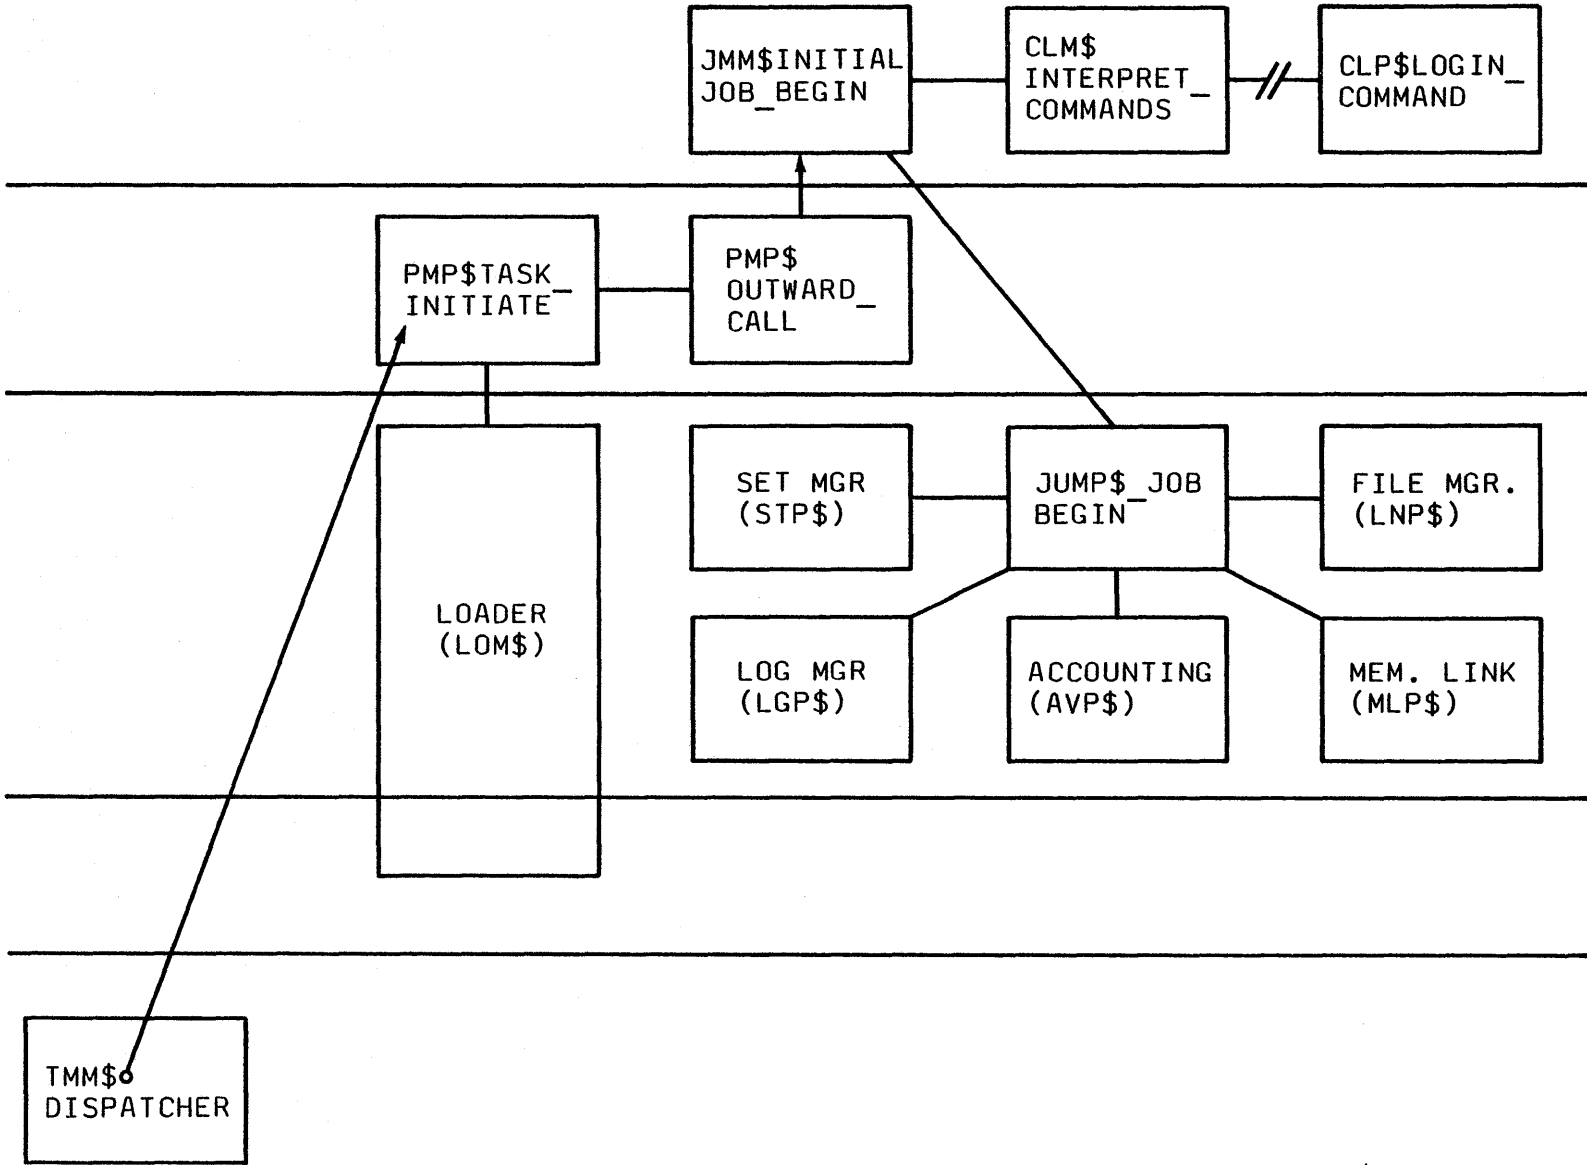 JMM$INITIAL
JOB_BEGIN
CLM$
INTERPRET_
COMMANDS
CLP$LOGIN_
COMMAND
PMP$TASK_
INITIATE
PMP$
OUTWARD_
CALL
SET MGR
(STP$)
JUMP$_JOB
BEGIN
FILE MGR.
(LNP$)
LOADER
(LOM$)
LOG MGR
(LGP$)
ACCOUNTING
(AVP$)
MEM. LINK
(MLP$)
TMM$
DISPATCHER